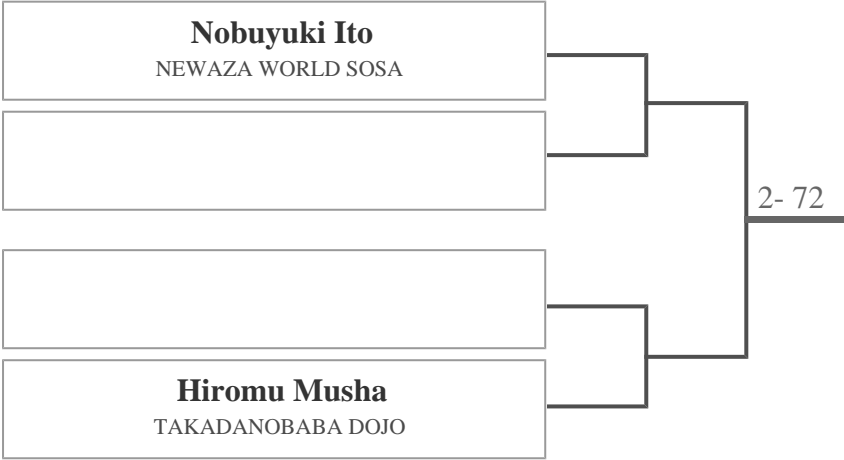 Nobuyuki Ito
NEWAZA WORLD SOSA
2- 72
Hiromu Musha
TAKADANOBABA DOJO